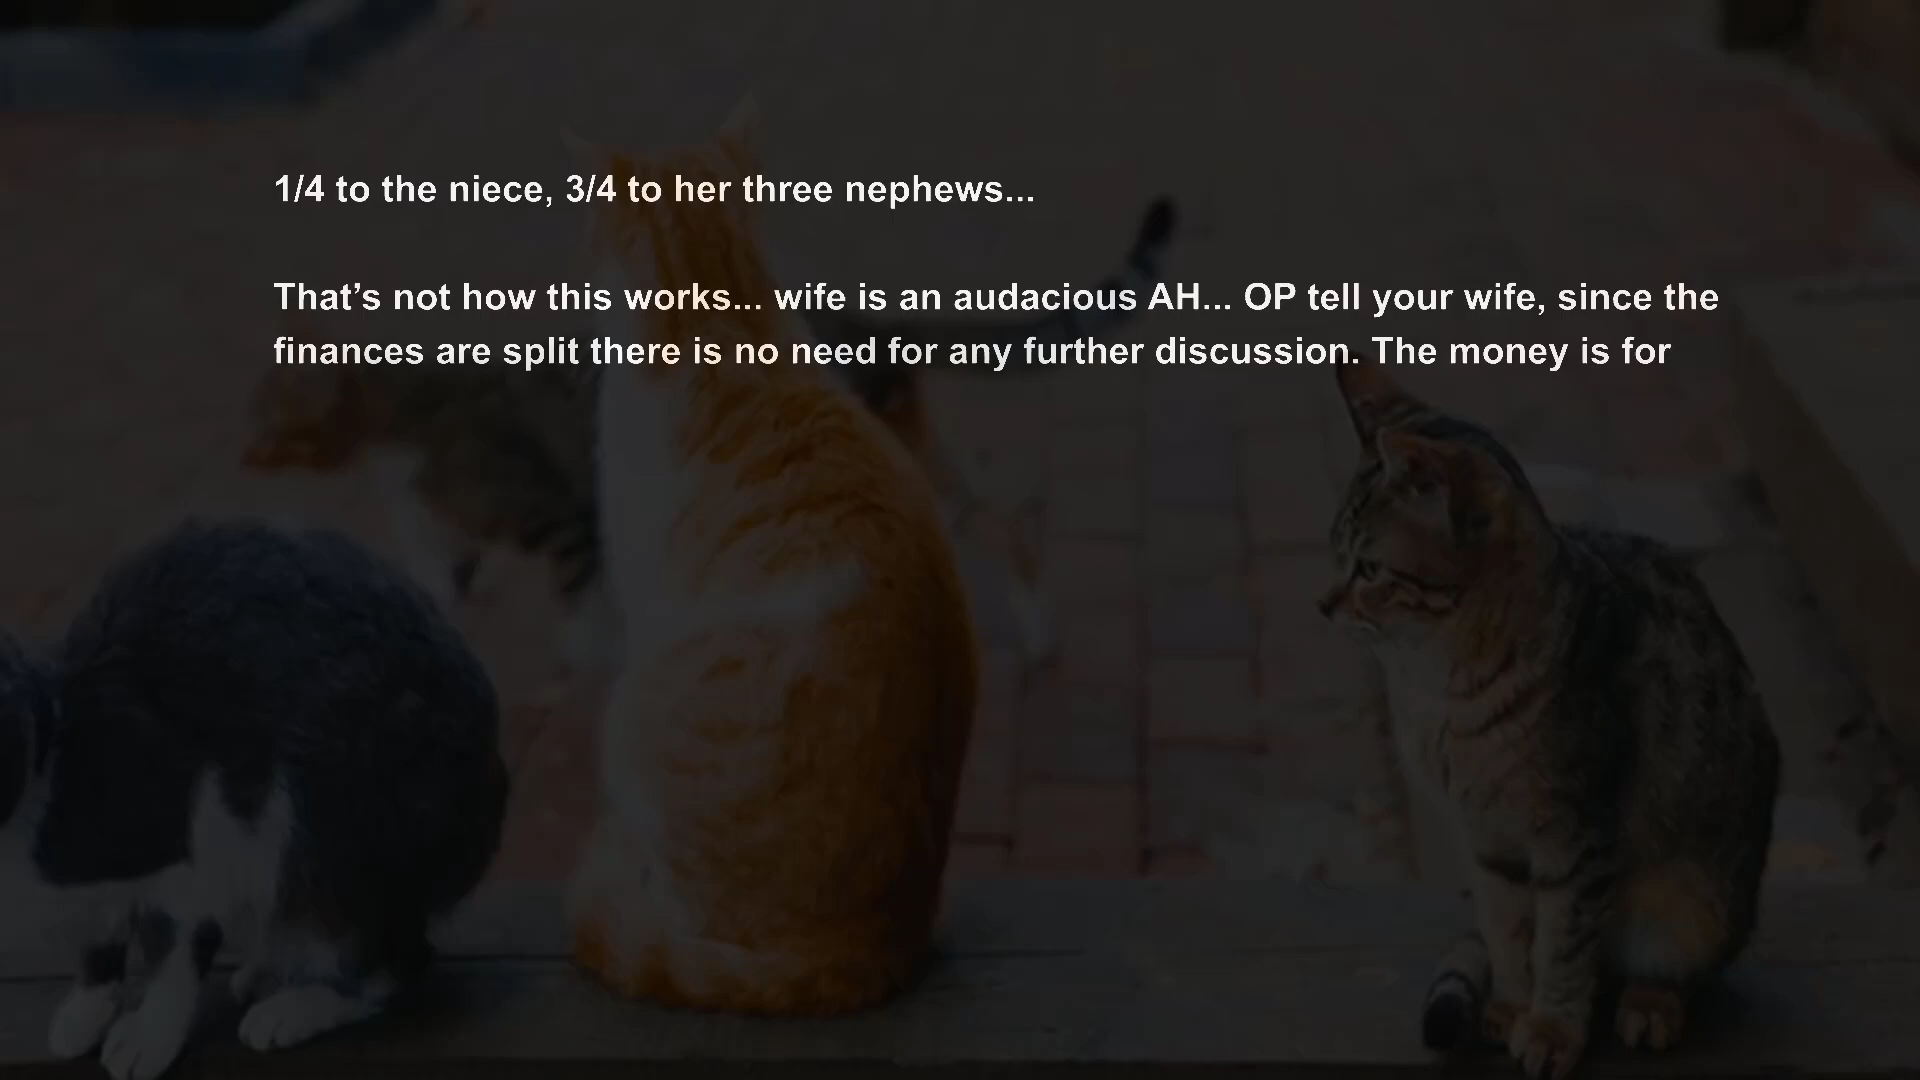 1/4 to the niece, 3/4 to her three nephews...
That’s not how this works... wife is an audacious AH... OP tell your wife, since the
finances are split there is no need for any further discussion. The money is for